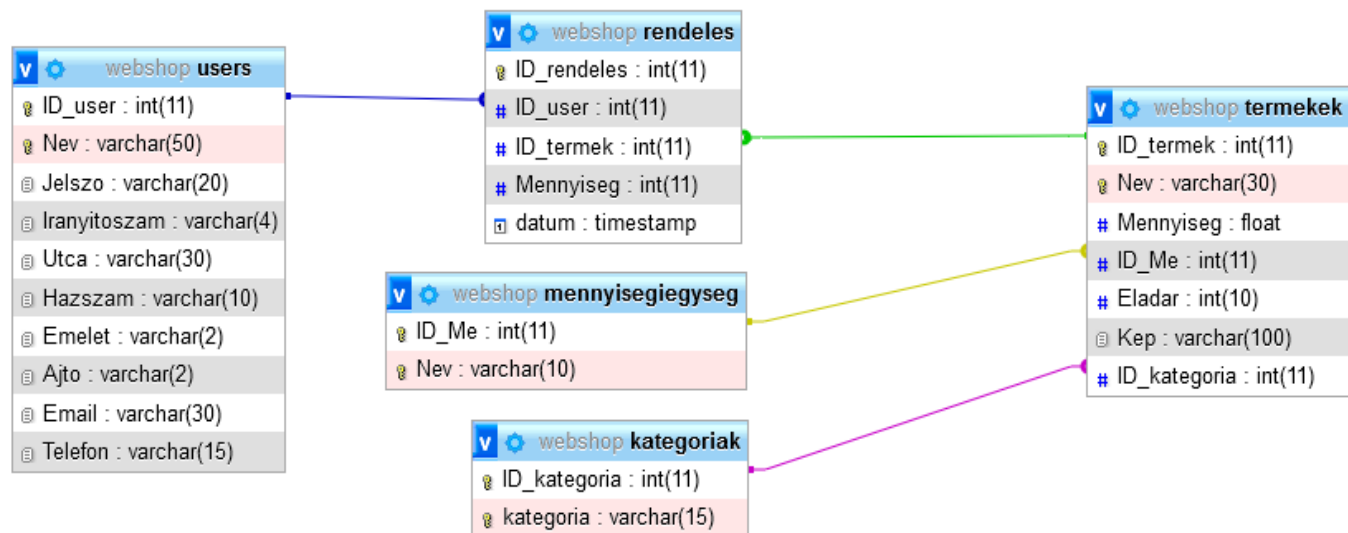 webshop users
ID_user : int(11)
Nev : varchar(50)
Jelszo : varchar(20)
Iranyitoszam : varchar(4)
Utca : varchar(30)
Hazszam : varchar(10)
Emelet : varchar(2)
Ajto : varchar(2)
Email : varchar(30)
Telefon : varchar(15)
webshop rendeles
ID_rendeles : int(11)
ID_user : int(11)
ID_termek : int(11)
Mennyiseg : int(11)
datum : timestamp
webshop mennyisegiegyseg
ID_Me : int(11)
Nev : varchar(10)
webshop kategoriak
ID_kategoria : int(11)
kategoria : varchar(15)
webshop termekek
ID_termek : int(11)
Nev : varchar(30)
Mennyiseg : float
ID_Me : int(11)
Eladar : int(10)
Kep : varchar(100)
ID_kategoria : int(11)